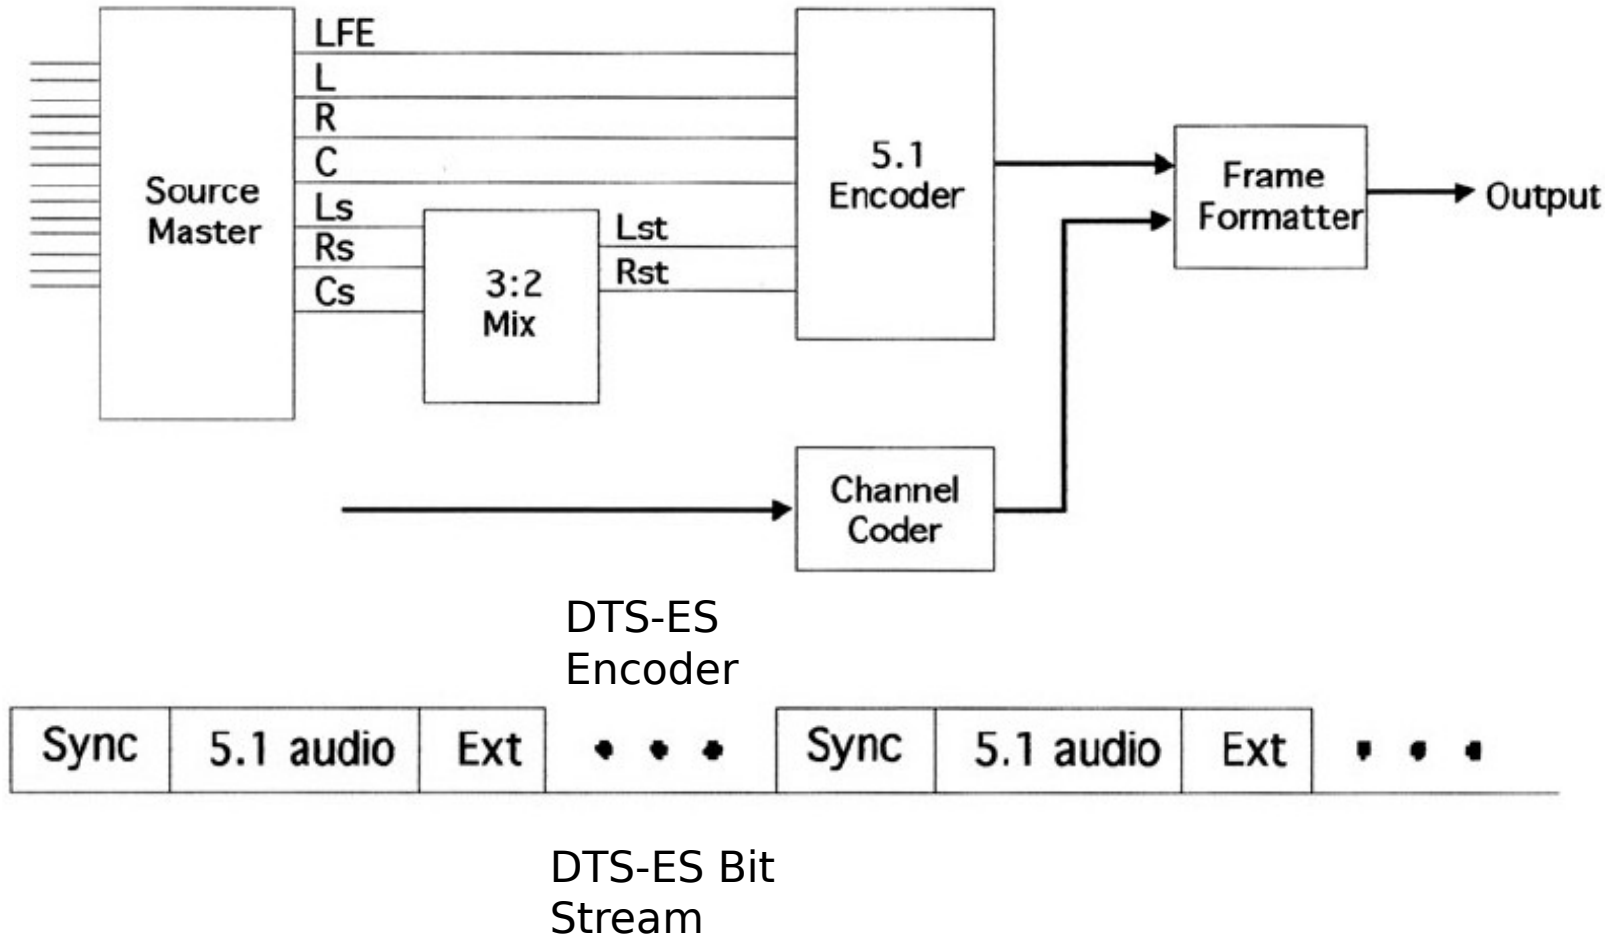 LFE
L
R
C
Ls
Rs
Cs
Source
Master
3:2
Mix
Lst
Rst
5.1
Encoder
Frame
Formatter
Output
Channel
Coder
DTS-ES
Encoder
Sync 5.1 audio Ext • • • Sync 5.1 audio Ext • • •
DTS-ES Bit
Stream